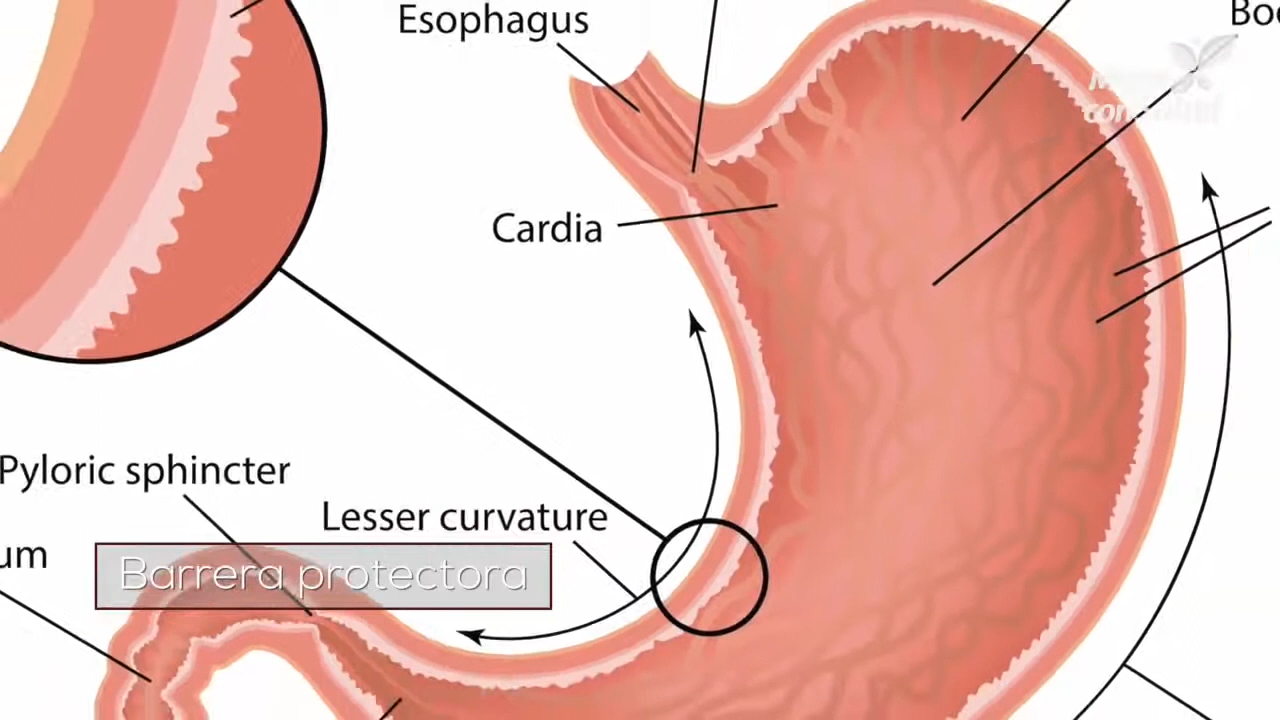 Esophagus
Cardia
Pyloric sphincter
Lesser curvature
Barrera protectora